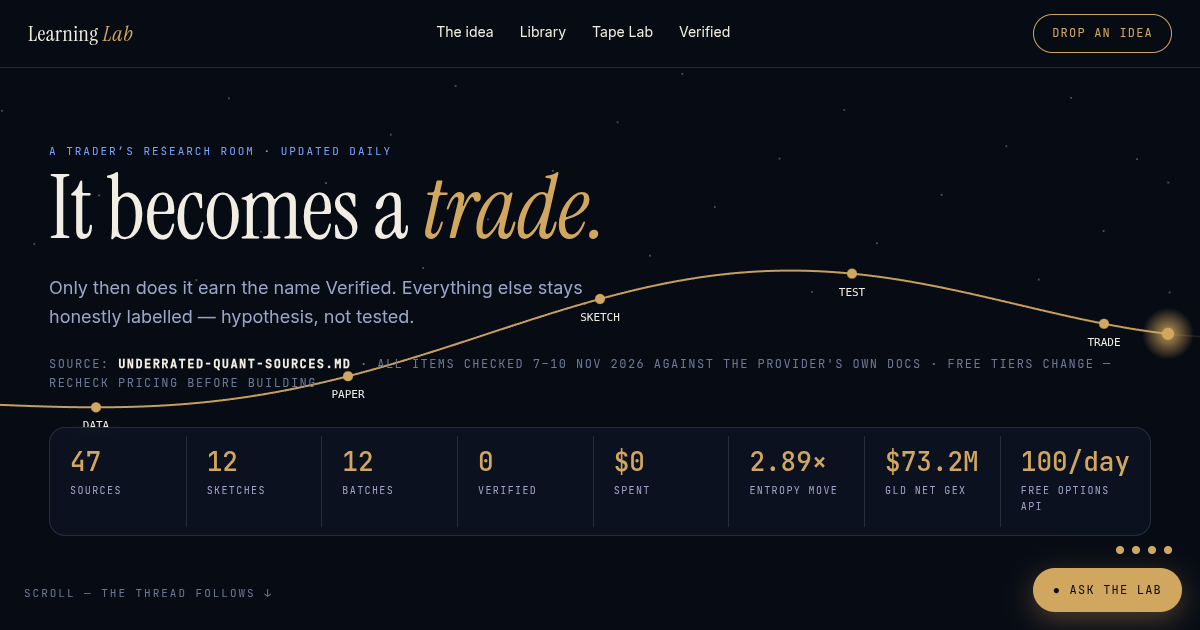 Learning Lab
The idea
Library
Tape Lab
Verified
DROP AN IDEA
A TRADER’S RESEARCH ROOM · UPDATED DAILY
It becomes a trade.
Only then does it earn the name Verified. Everything else stays
honestly labelled — hypothesis, not tested.
SKETCH
TEST
TRADE
SOURCE: UNDERRATED-QUANT-SOURCES.MD · ALL ITEMS CHECKED 7–10 NOV 2026 AGAINST THE PROVIDER'S OWN DOCS · FREE TIERS CHANGE —
RECHECK PRICING BEFORE BUILDING
PAPER
DATA
47
SOURCES
12
SKETCHES
12
BATCHES
0
VERIFIED
$0
SPENT
2.89×
ENTROPY MOVE
$73.2M
GLD NET GEX
100/day
FREE OPTIONS
API
SCROLL — THE THREAD FOLLOWS ↓
● ASK THE LAB